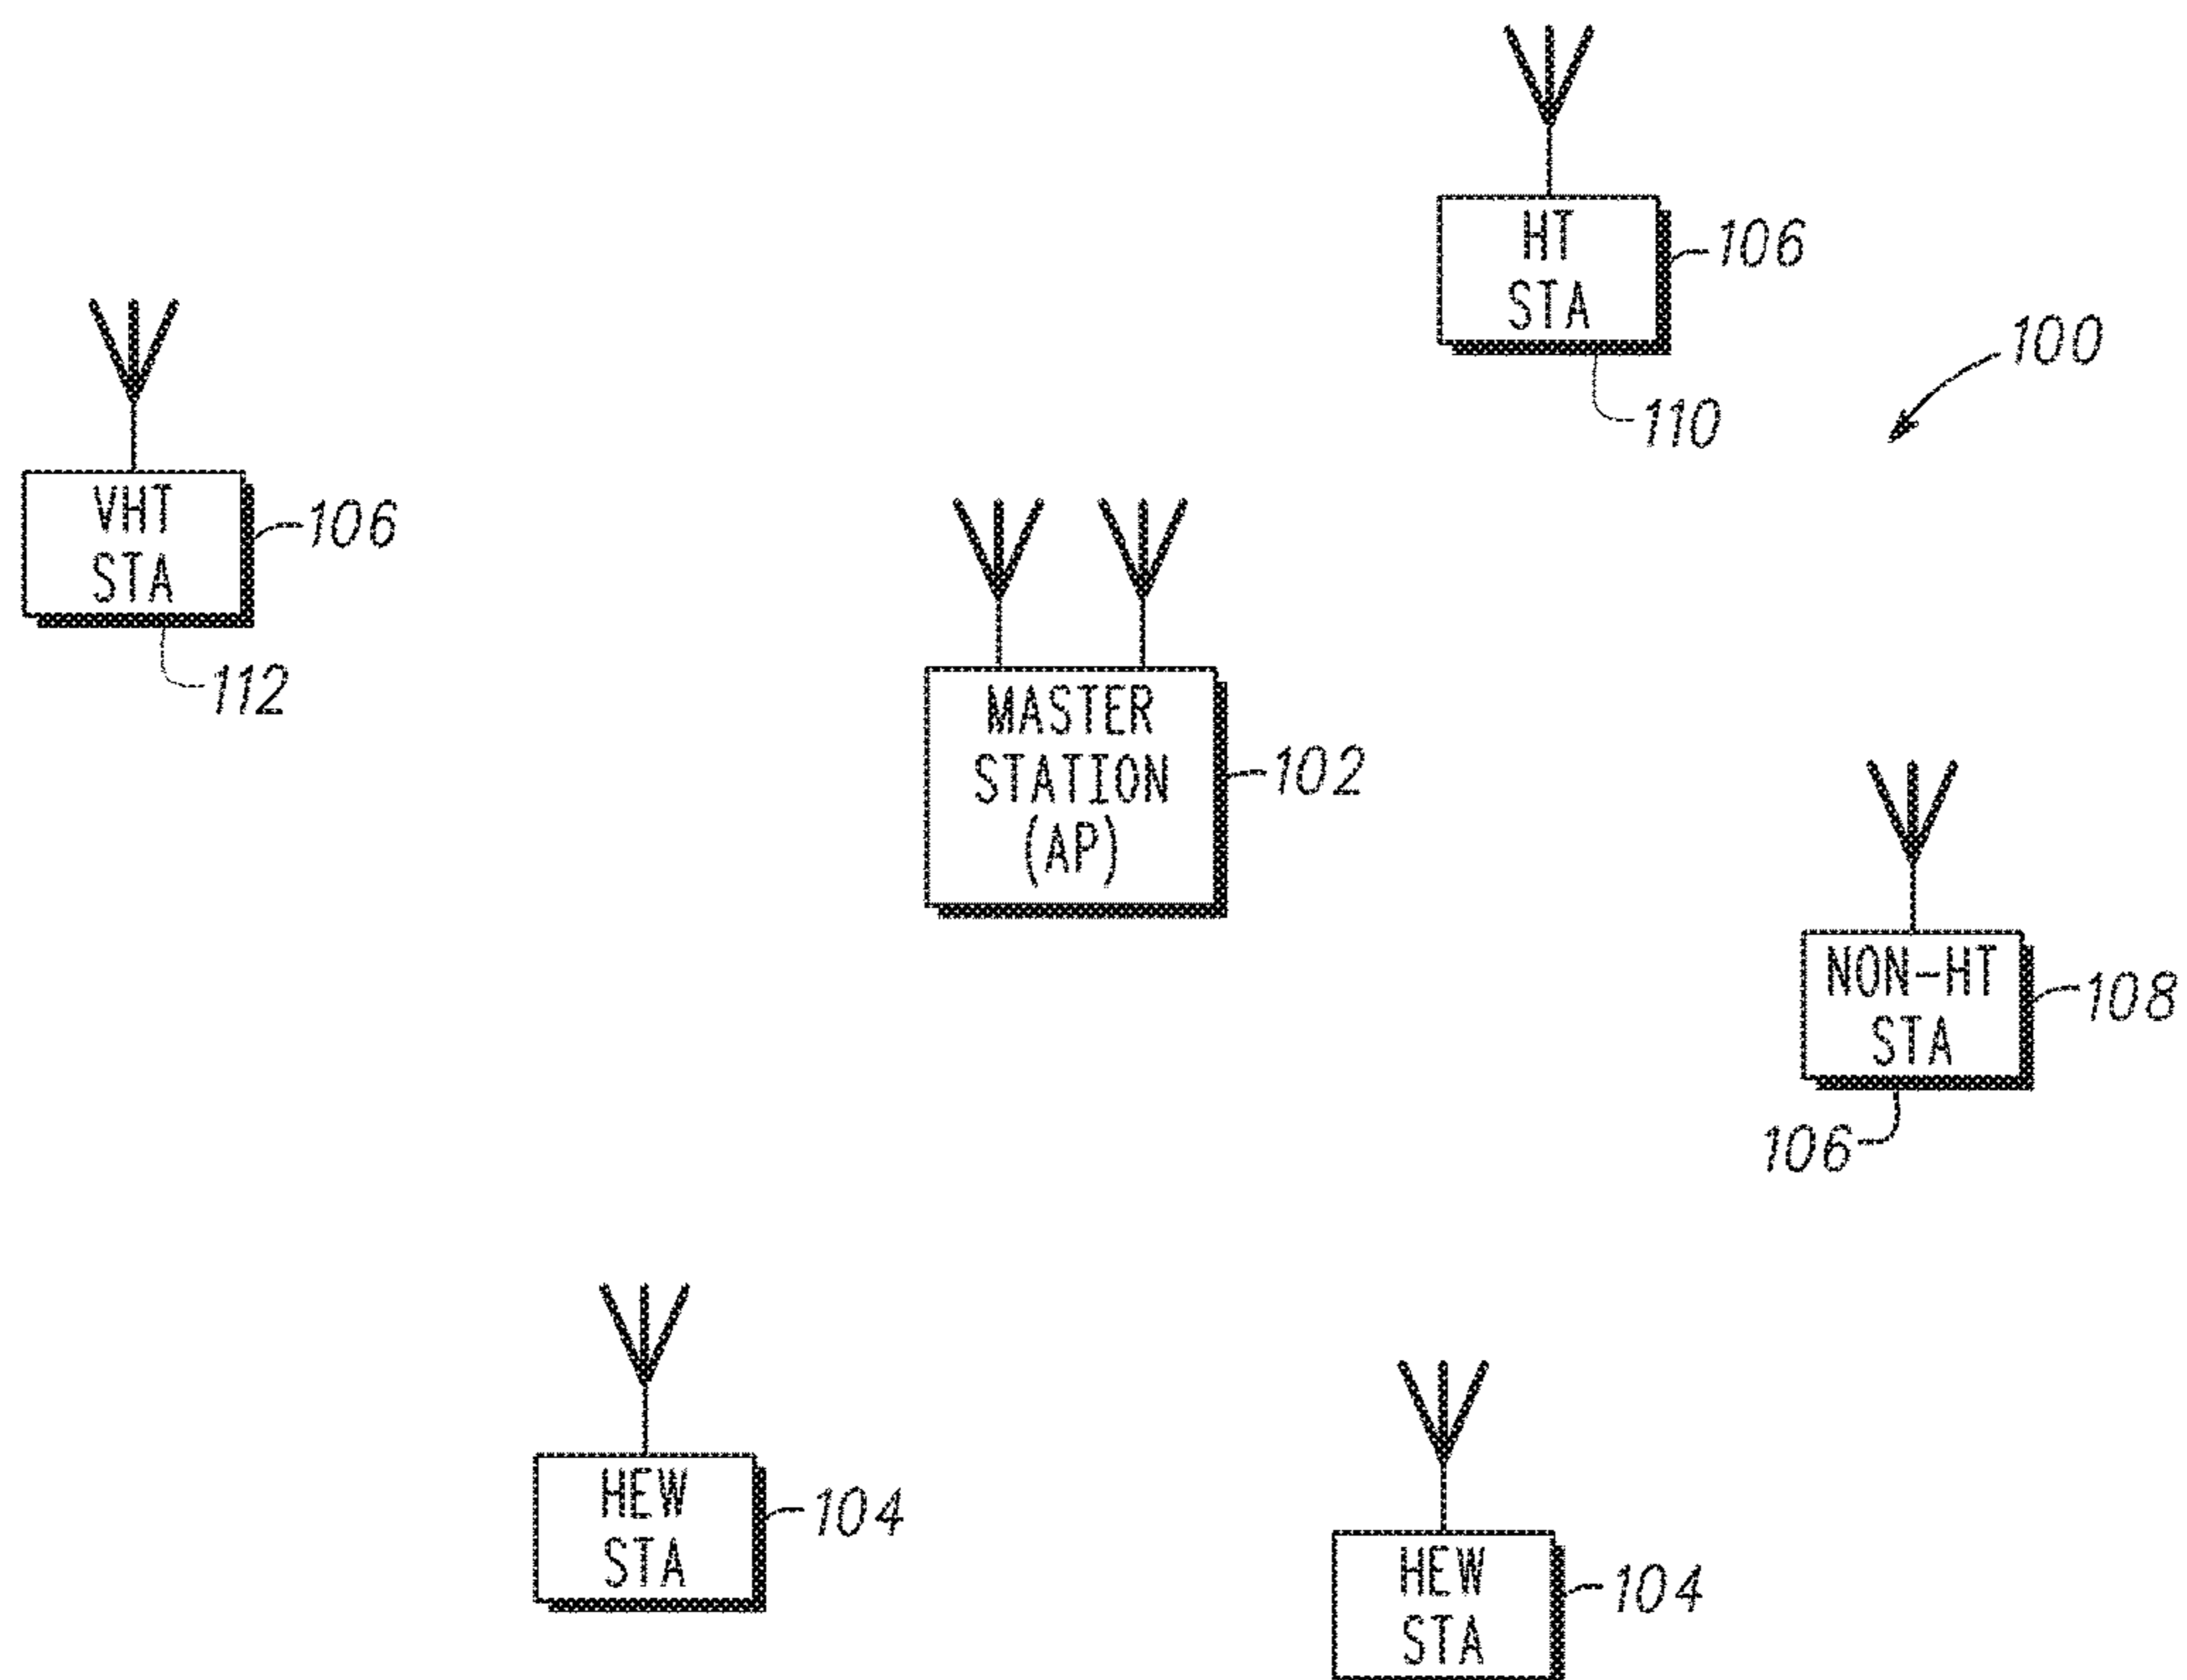 HT
STA
106
110
100
VHT
STA
106
112
MASTER
STATION
(AP)
102
NON-HT
STA
108
106
HEW
STA
104
HEW
STA
104